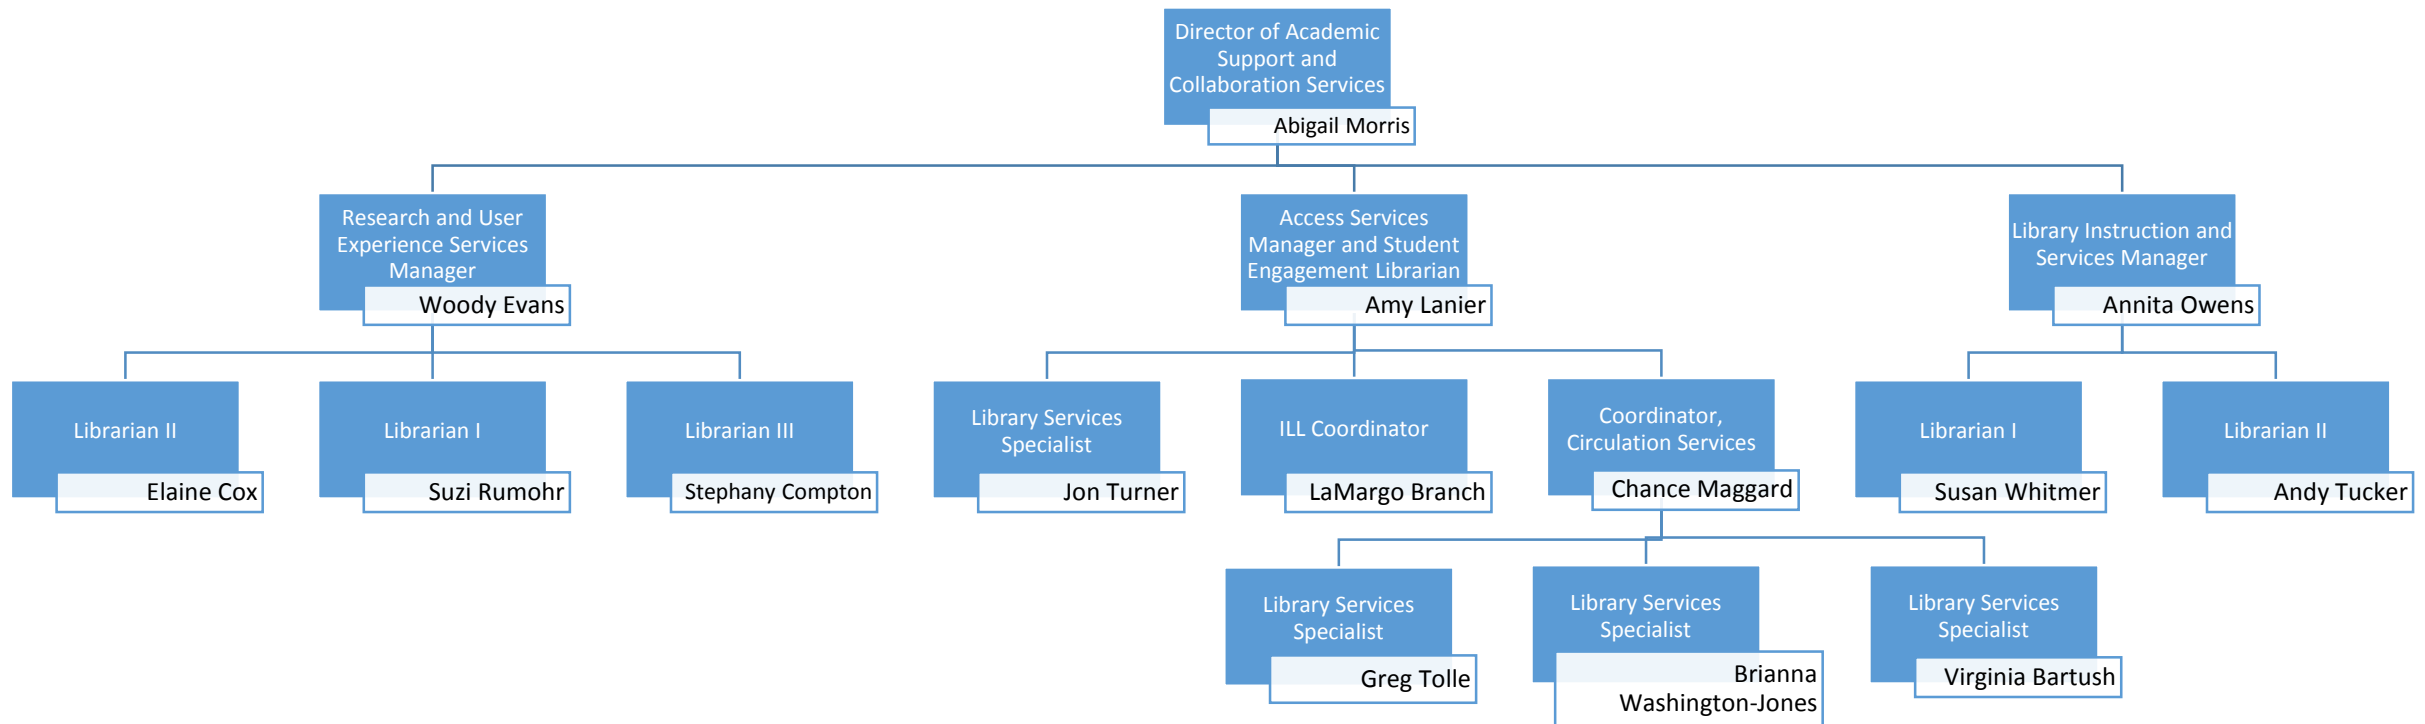 Director of Academic
Support and
Collaboration Services
Abigail Morris
Research and User
Experience Services
Manager
Woody Evans
Access Services
Manager and Student
Engagement Librarian
Amy Lanier
Library Instruction and
Services Manager
Annita Owens
Librarian II
Elaine Cox
Librarian I
Suzi Rumohr
Librarian III
Stephany Compton
Library Services
Specialist
Jon Turner
ILL Coordinator
LaMargo Branch
Coordinator,
Circulation Services
Chance Maggard
Librarian I
Susan Whitmer
Librarian II
Andy Tucker
Library Services
Specialist
Greg Tolle
Library Services
Specialist
Brianna
Washington-Jones
Library Services
Specialist
Virginia Bartush